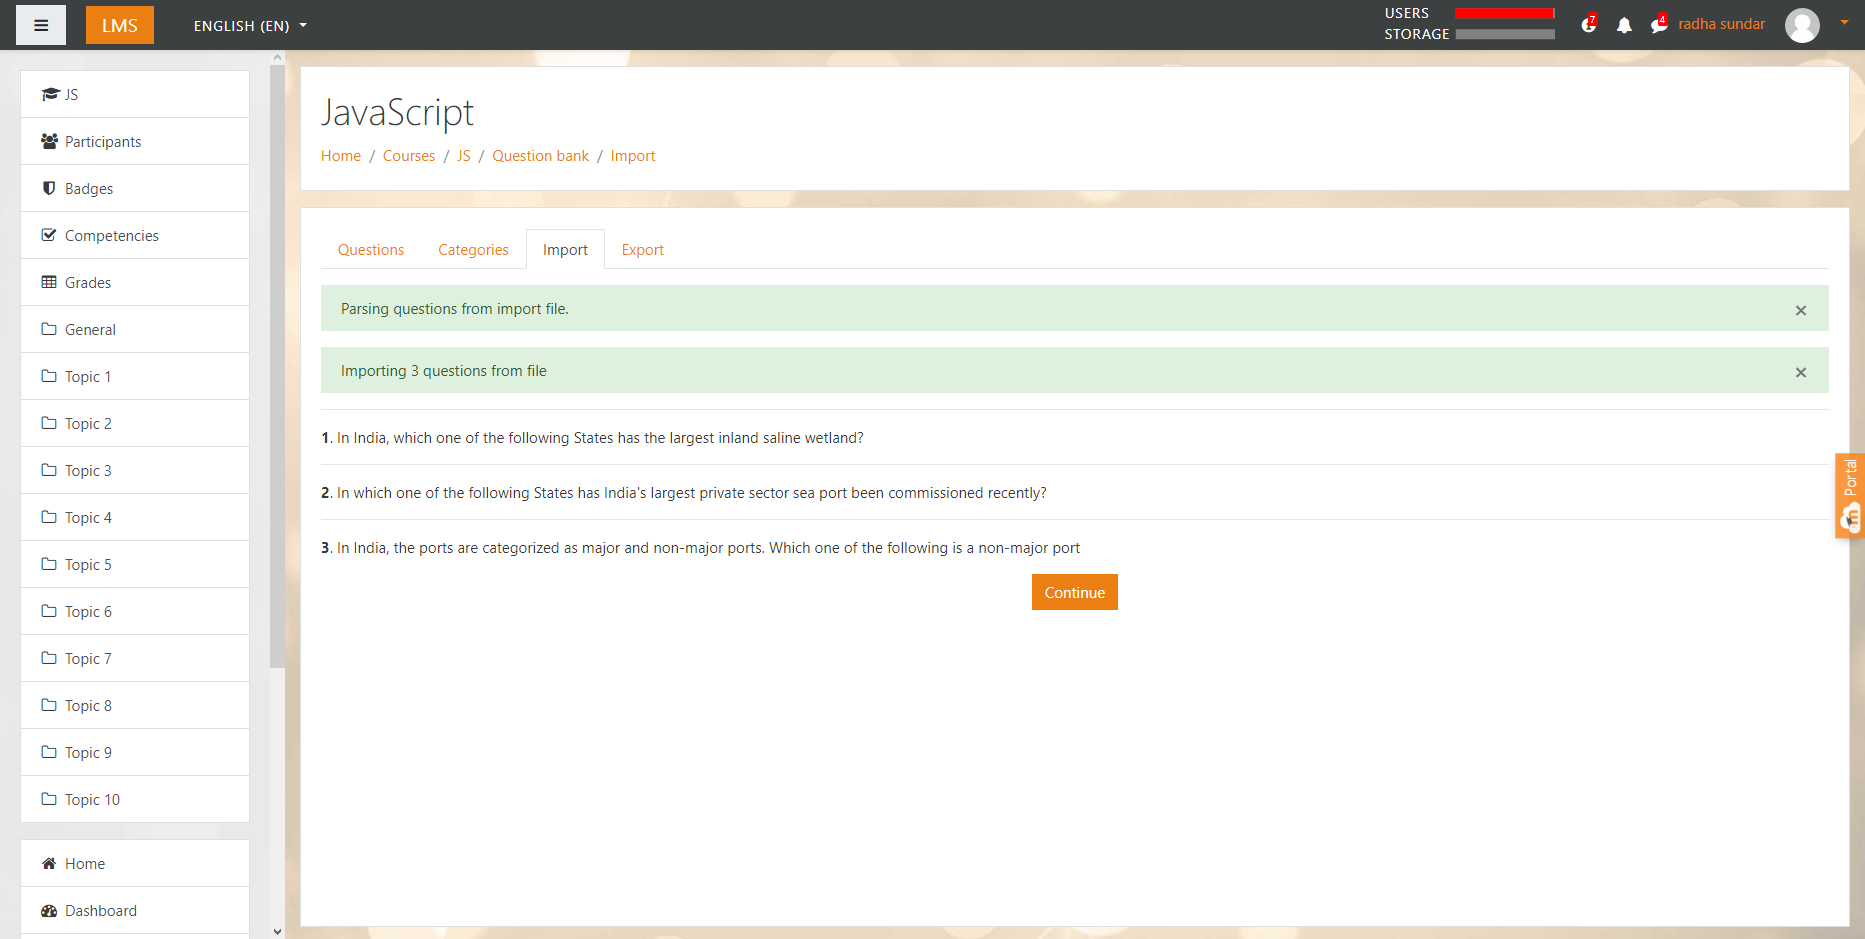 LMS
ENGLISH (EN)
USERS
STORAGE
7
4
radha sundar
JS
Participants
Badges
Competencies
Grades
General
Topic 1
Topic 2
Topic 3
Topic 4
Topic 5
Topic 6
Topic 7
Topic 8
Topic 9
Topic 10
Home
Dashboard
JavaScript
Home / Courses / JS / Question bank / Import
Questions Categories Import Export
Parsing questions from import file.
Importing 3 questions from file
1. In India, which one of the following States has the largest inland saline wetland?
2. In which one of the following States has India's largest private sector sea port been commissioned recently?
3. In India, the ports are categorized as major and non-major ports. Which one of the following is a non-major port
Continue
Portal